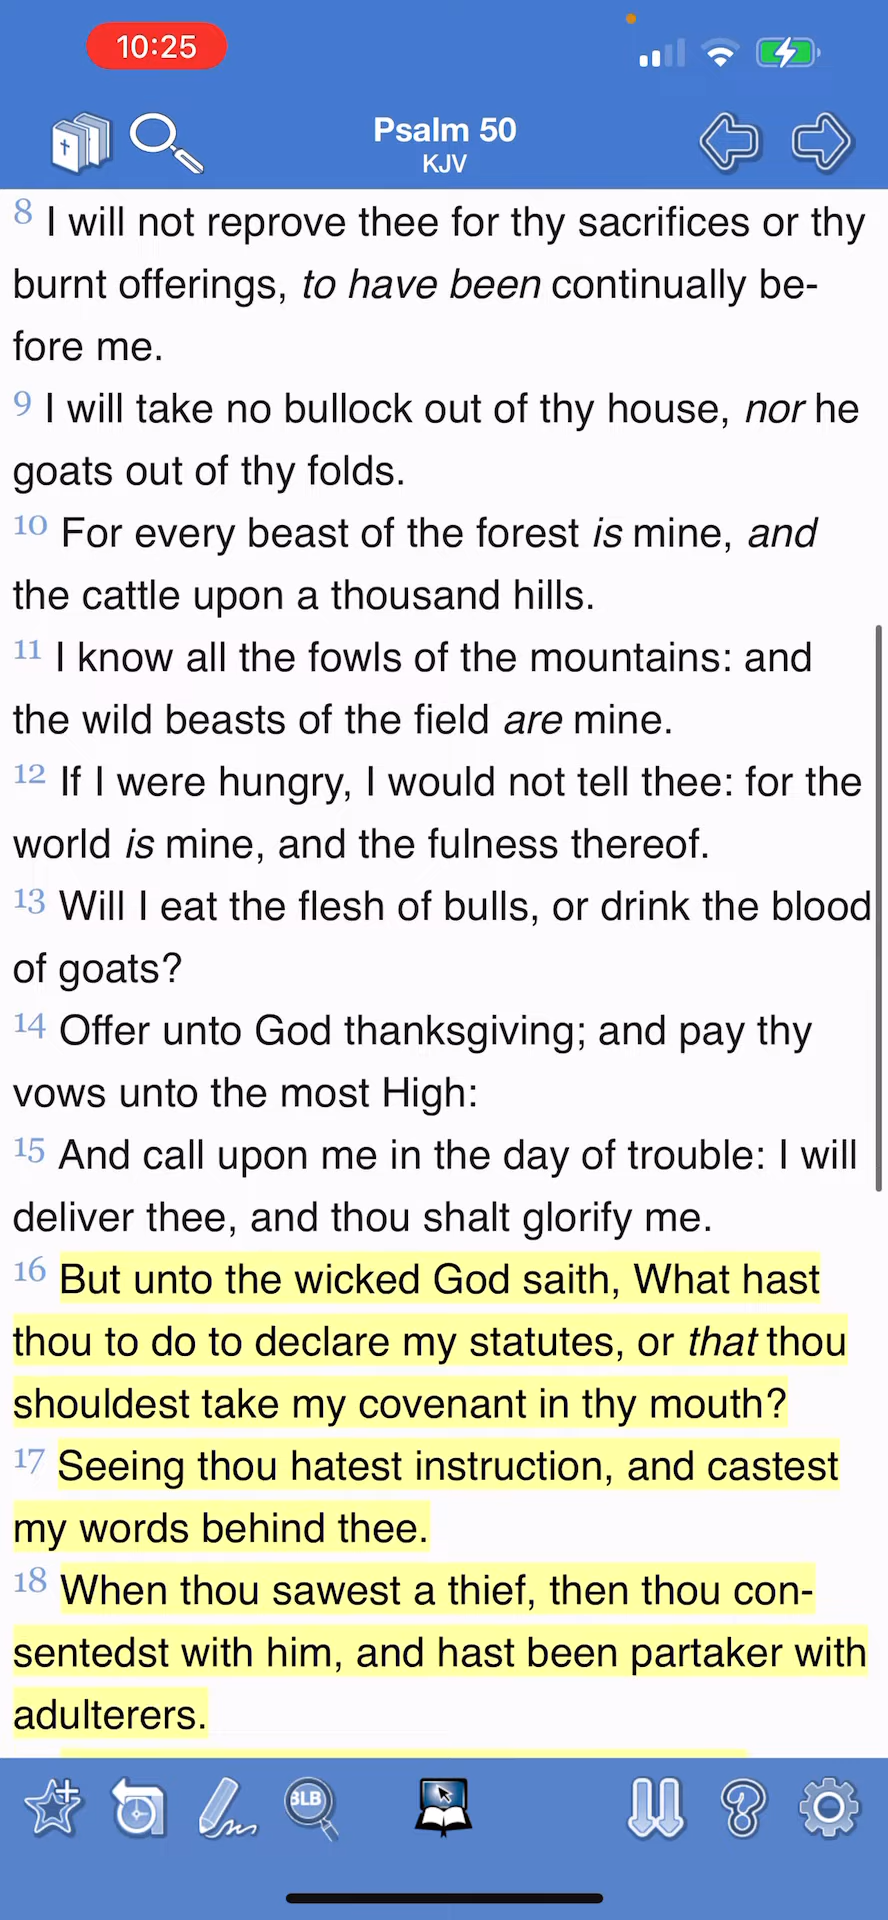 10:25
Psalm 50
KJV
8 I will not reprove thee for thy sacrifices or thy
burnt offerings, to have been continually be-
fore me.
9 I will take no bullock out of thy house, nor he
goats out of thy folds.
10 For every beast of the forest is mine, and
the cattle upon a thousand hills.
11 I know all the fowls of the mountains: and
the wild beasts of the field are mine.
12 If I were hungry, I would not tell thee: for the
world is mine, and the fulness thereof.
13 Will I eat the flesh of bulls, or drink the blood
of goats?
14 Offer unto God thanksgiving; and pay thy
vows unto the most High:
15 And call upon me in the day of trouble: I will
deliver thee, and thou shalt glorify me.
16 But unto the wicked God saith, What hast
thou to do to declare my statutes, or that thou
shouldest take my covenant in thy mouth?
17 Seeing thou hatest instruction, and castest
my words behind thee.
18 When thou sawest a thief, then thou con-
sentedst with him, and hast been partaker with
adulterers.
BLB